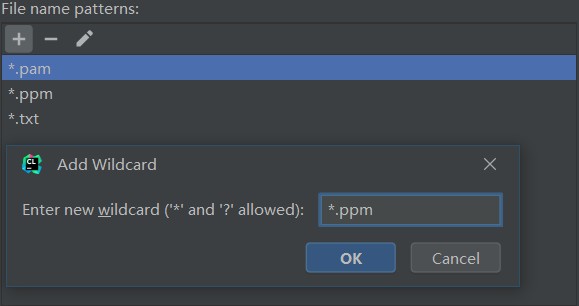 File name patterns:
*.pam
*.ppm
*.txt
CL
Add Wildcard
Enter new wildcard ('*' and '?' allowed):
*.ppm
OK
Cancel